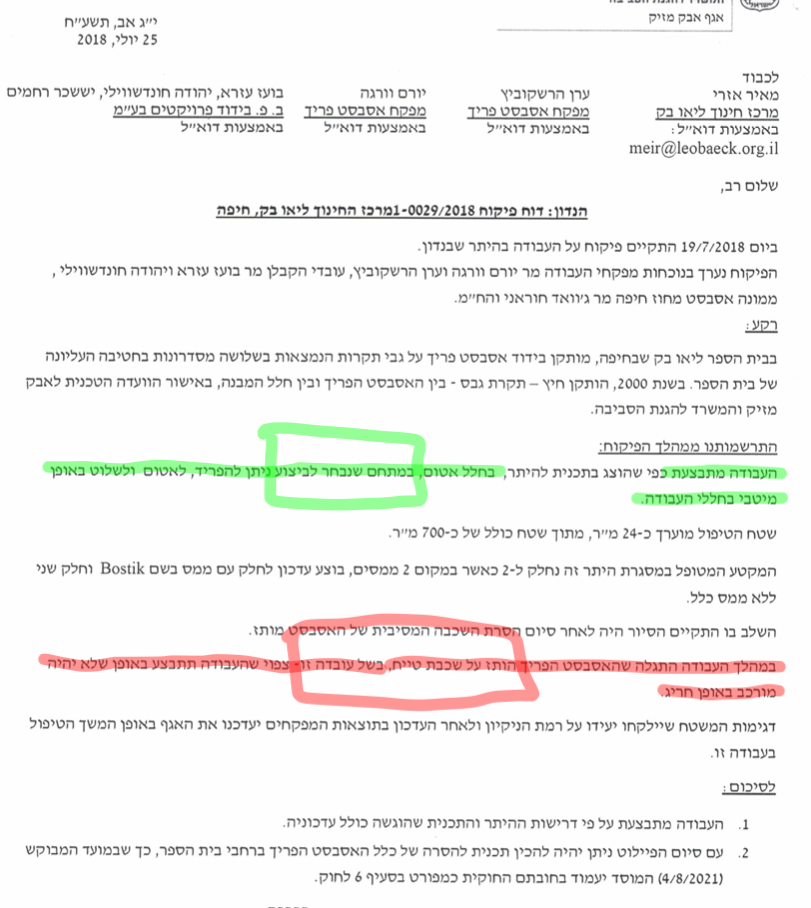 אגף אבק מזיק
י״ג אב, תשע״ח
25 יולי, 2018
לכבוד
מאיר אזרי
מרכז חינוך ליאו בק
באמצעות דוא״ל:
meir@leobaeck.org.il
ערן הרשקוביץ
מפקח אסבסט פריך
באמצעות דוא״ל
יורם וורגה
מפקח אסבסט פריך
באמצעות דוא״ל
בועז עזרא, יהודה חונדשווילי, יששכר רחמים
ב. פ. בידוד פרויקטים בע״מ
באמצעות דוא״ל
שלום רב,
הנדון: דוח פיקוח 1-0029/2018מרכז החינוך ליאו בק, חיפה
ביום 19/7/2018 התקיים פיקוח על העבודה בהיתר שבנדון.
הפיקוח נערך בנוכחות מפקחי העבודה מר יורם וורגה וערן הרשקוביץ, עובדי הקבלן מר בועז עזרא ויהודה חונדשווילי ,
ממונה אסבסט מחוז חיפה מר ג׳וואד חוראני והח״מ.
רקע:
בבית הספר ליאו בק שבחיפה, מותקן בידוד אסבסט פריך על גבי תקרות הנמצאות בשלושה מסדרונות בחטיבה העליונה
של בית הספר. בשנת 2000, הותקן חיץ – תקרת גבס - בין האסבסט הפריך ובין חלל המבנה, באישור הוועדה הטכנית לאבק
מזיק והמשרד להגנת הסביבה.
התרשמותנו ממהלך הפיקוח:
העבודה מתבצעת כפי שהוצג בתכנית להיתר, בחלל אטום, במתחם שנבחר לביצוע ניתן להפריד, לאטום ולשלוט באופן
מיטבי בחללי העבודה.
שטח הטיפול מוערך כ-24 מ״ר, מתוך שטח כולל של כ-700 מ״ר.
המקטע המטופל במסגרת היתר זה נחלק ל-2 כאשר במקום 2 ממסים, בוצע עדכון לחלק עם ממס בשם Bostik וחלק שני
ללא ממס כלל.
השלב בו התקיים הסיור היה לאחר סיום הסרת השכבה המסיבית של האסבסט מותז.
במהלך העבודה התגלה שהאסבסט הפריך הותז על שכבת טייח, בשל עובדה זו- צפוי שהעבודה תתבצע באופן שלא יהיה
מורכב באופן חריג.
דגימות המשטח שיילקחו יעידו על רמת הניקיון ולאחר העדכון בתוצאות המפקחים יעדכנו את האגף באופן המשך הטיפול
בעבודה זו.
לסיכום:
1. העבודה מתבצעת על פי דרישות ההיתר והתכנית שהוגשה כולל עדכוניה.
2. עם סיום הפיילוט ניתן יהיה להכין תכנית להסרה של כלל האסבסט הפריך ברחבי בית הספר, כך שבמועד המבוקש
(4/8/2021) המוסד יעמוד בחובתם החוקית כמפורט בסעיף 6 לחוק.